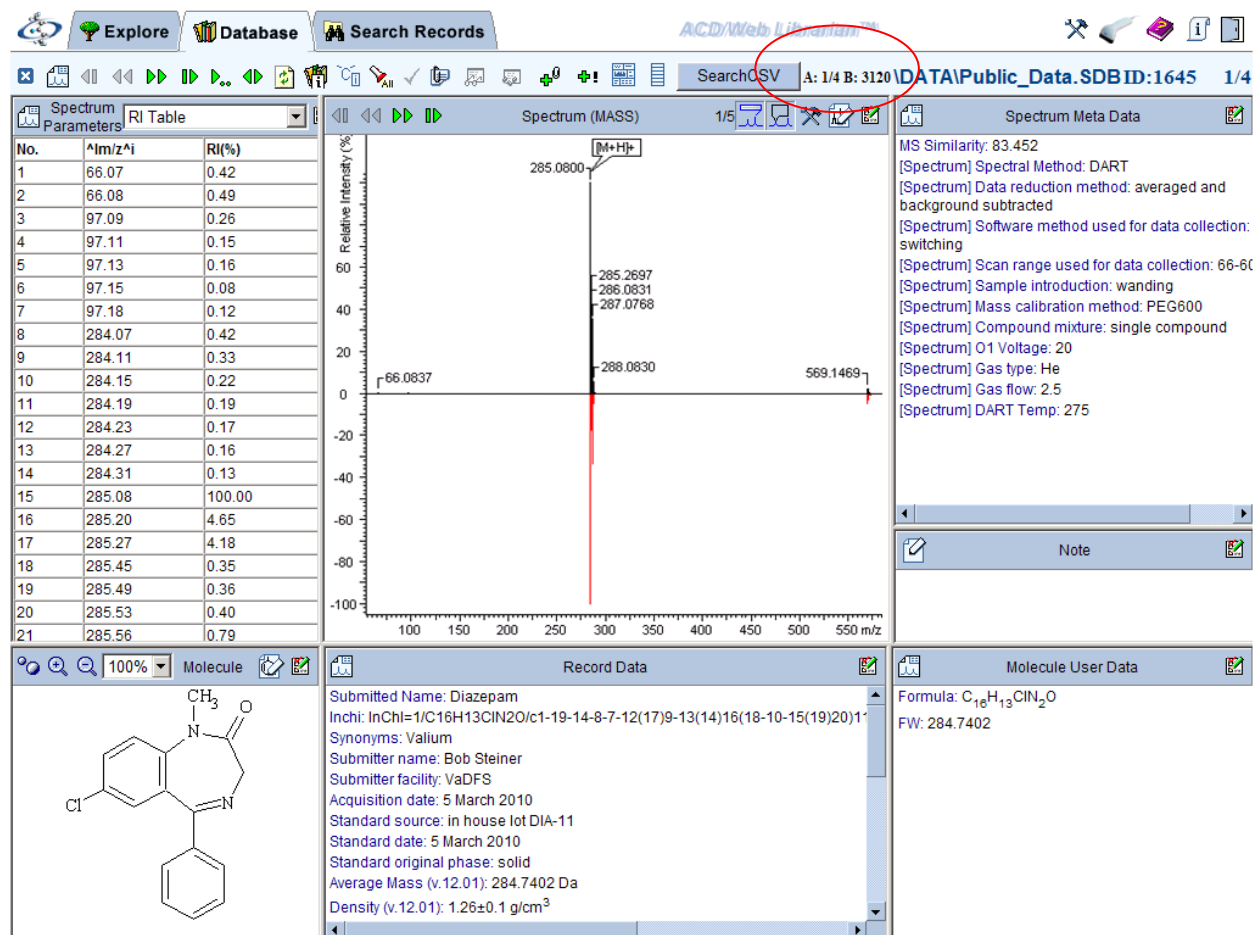 Explore
Database
Search Records
ACD/Web Librarian™
SearchCSV
A: 1/4 B: 3120
\DATA\Public_Data.SDB ID:1645 1/4
Spectrum Parameters
RI Table
No. ^lm/z^i RI(%)
1 66.07 0.42
2 66.08 0.49
3 97.09 0.26
4 97.11 0.15
5 97.13 0.16
6 97.15 0.08
7 97.18 0.12
8 284.07 0.42
9 284.11 0.33
10 284.15 0.22
11 284.19 0.19
12 284.23 0.17
13 284.27 0.16
14 284.31 0.13
15 285.08 100.00
16 285.20 4.65
17 285.27 4.18
18 285.45 0.35
19 285.49 0.36
20 285.53 0.40
21 285.56 0.79
Spectrum (MASS)
1/5
Relative Intensity (%)
[M+H]+
285.0800
285.2697
286.0831
287.0768
288.0830
66.0837
569.1469
60
40
20
0
-20
-40
-60
-80
-100
100 150 200 250 300 350 400 450 500 550 m/z
Spectrum Meta Data
MS Similarity: 83.452
[Spectrum] Spectral Method: DART
[Spectrum] Data reduction method: averaged and
background subtracted
[Spectrum] Software method used for data collection:
switching
[Spectrum] Scan range used for data collection: 66-60
[Spectrum] Sample introduction: wanding
[Spectrum] Mass calibration method: PEG600
[Spectrum] Compound mixture: single compound
[Spectrum] O1 Voltage: 20
[Spectrum] Gas type: He
[Spectrum] Gas flow: 2.5
[Spectrum] DART Temp: 275
Note
100%
Molecule
CH3
N
O
N
Cl
Record Data
Submitted Name: Diazepam
Inchi: InChI=1/C16H13ClN2O/c1-19-14-8-7-12(17)9-13(14)16(18-10-15(19)20)11
Synonyms: Valium
Submitter name: Bob Steiner
Submitter facility: VaDFS
Acquisition date: 5 March 2010
Standard source: in house lot DIA-11
Standard date: 5 March 2010
Standard original phase: solid
Average Mass (v.12.01): 284.7402 Da
Density (v.12.01): 1.26±0.1 g/cm3
Molecule User Data
Formula: C16H13ClN2O
FW: 284.7402